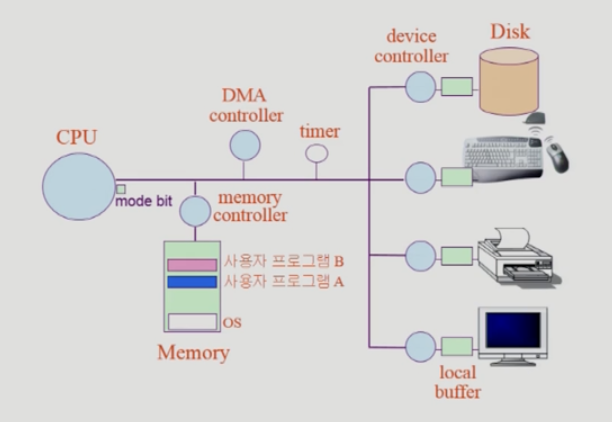 device
controller
Disk
DMA
controller
timer
CPU
mode bit
memory
controller
사용자 프로그램 B
사용자 프로그램 A
OS
Memory
local
buffer